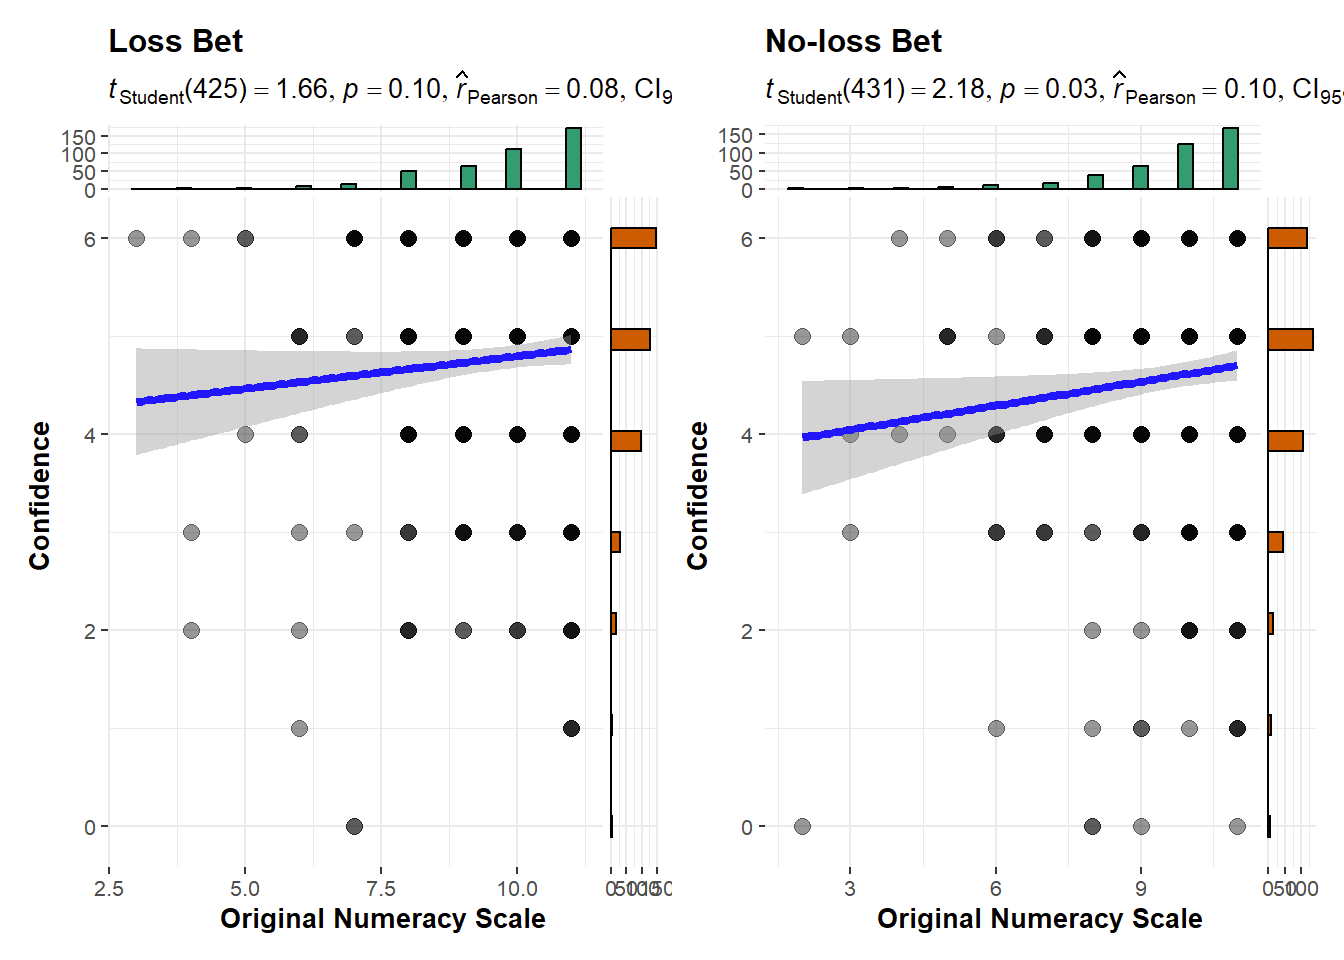 Loss Bet
t Student(425) = 1.66, p = 0.10, r̂ Pearson = 0.08, CI9
150
100
50
0
6
4
2
0
Confidence
2.5 5.0 7.5 10.0
Original Numeracy Scale
No-loss Bet
t Student(431) = 2.18, p = 0.03, r̂ Pearson = 0.10, CI95
150
100
50
0
6
4
2
0
Confidence
3 6 9
Original Numeracy Scale